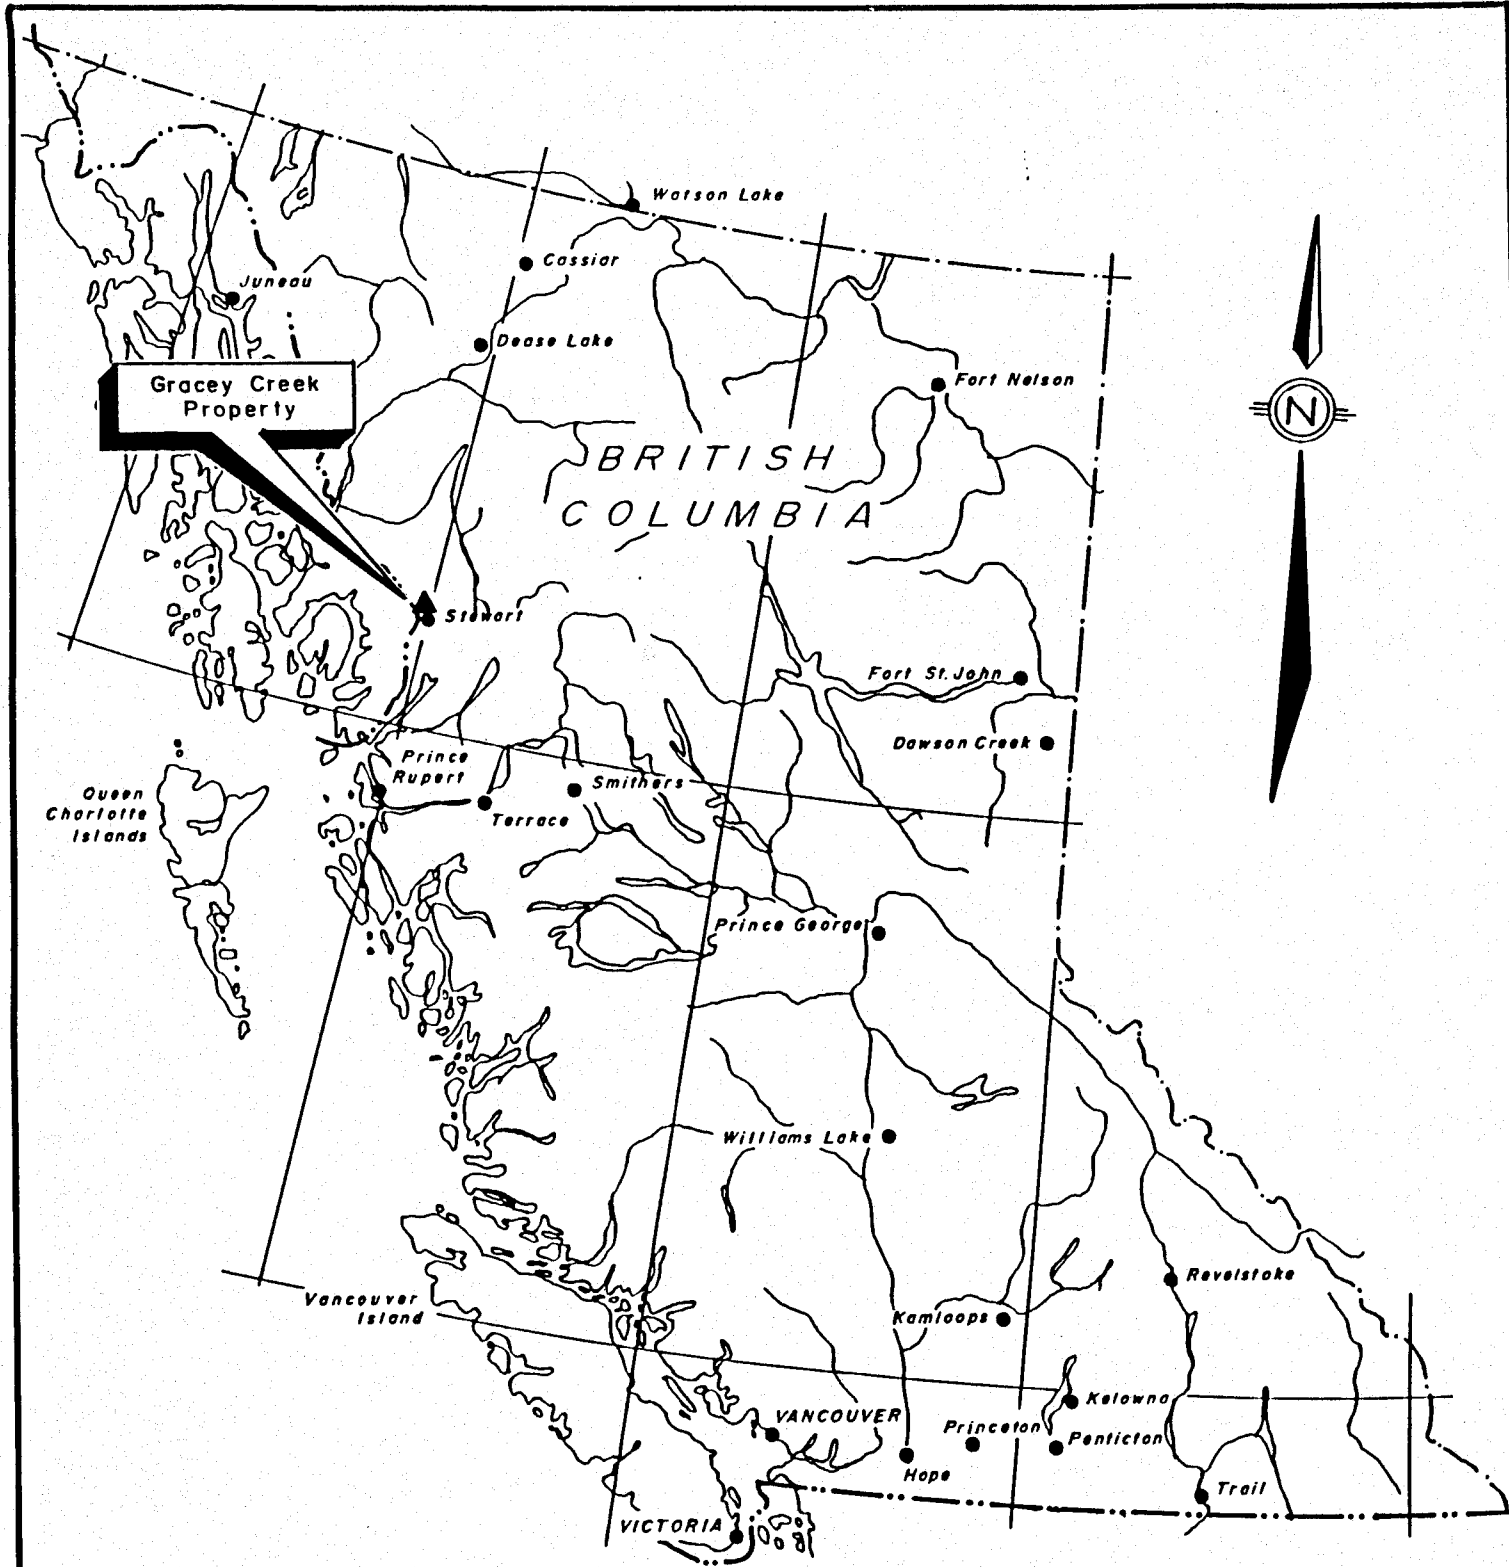 Watson Lake
Cassiar
Juneau
Dease Lake
Gracey Creek
Property
Fort Nelson
N
BRITISH
COLUMBIA
Stewart
Fort St. John
Dawson Creek
Prince
Rupert
Smithers
Terrace
Queen
Charlotte
Islands
Prince George
Williams Lake
Revelstoke
Vancouver
Island
Kamloops
Kelowna
VANCOUVER
Princeton
Penticton
Hope
Trail
VICTORIA